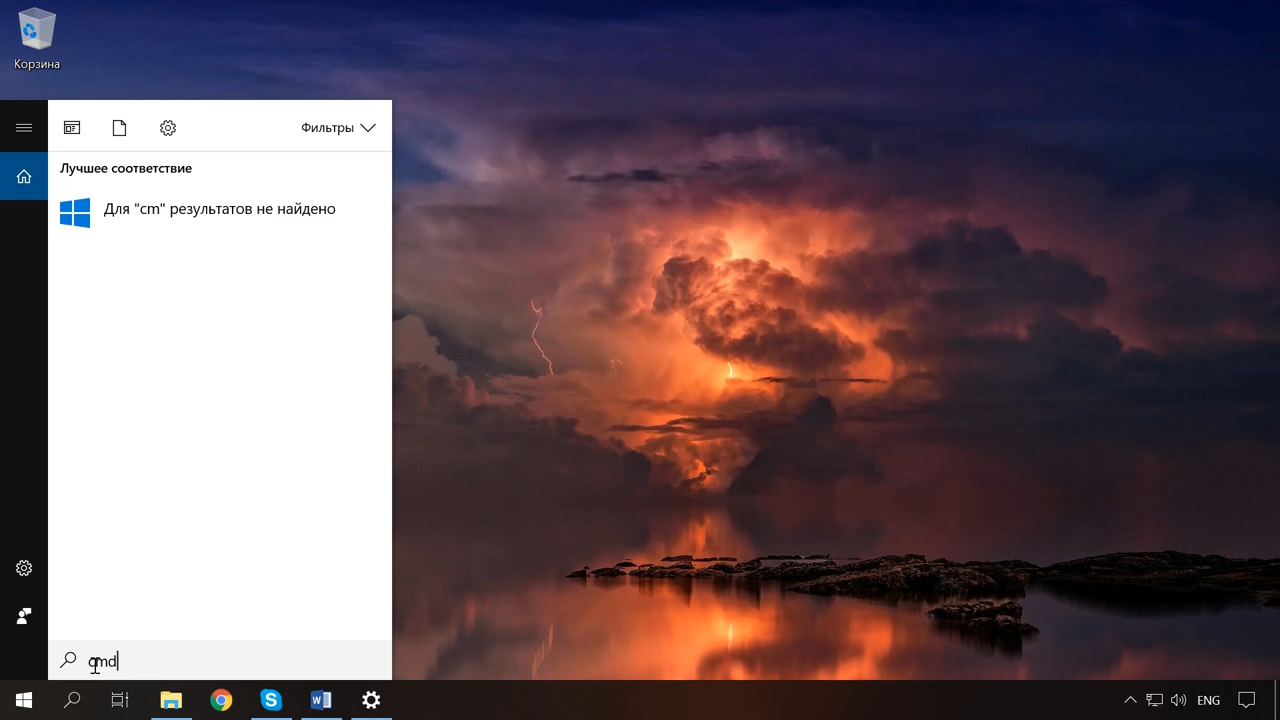 Корзина
Фильтры
Лучшее соответствие
Для "cm" результатов не найдено
cmd
ENG